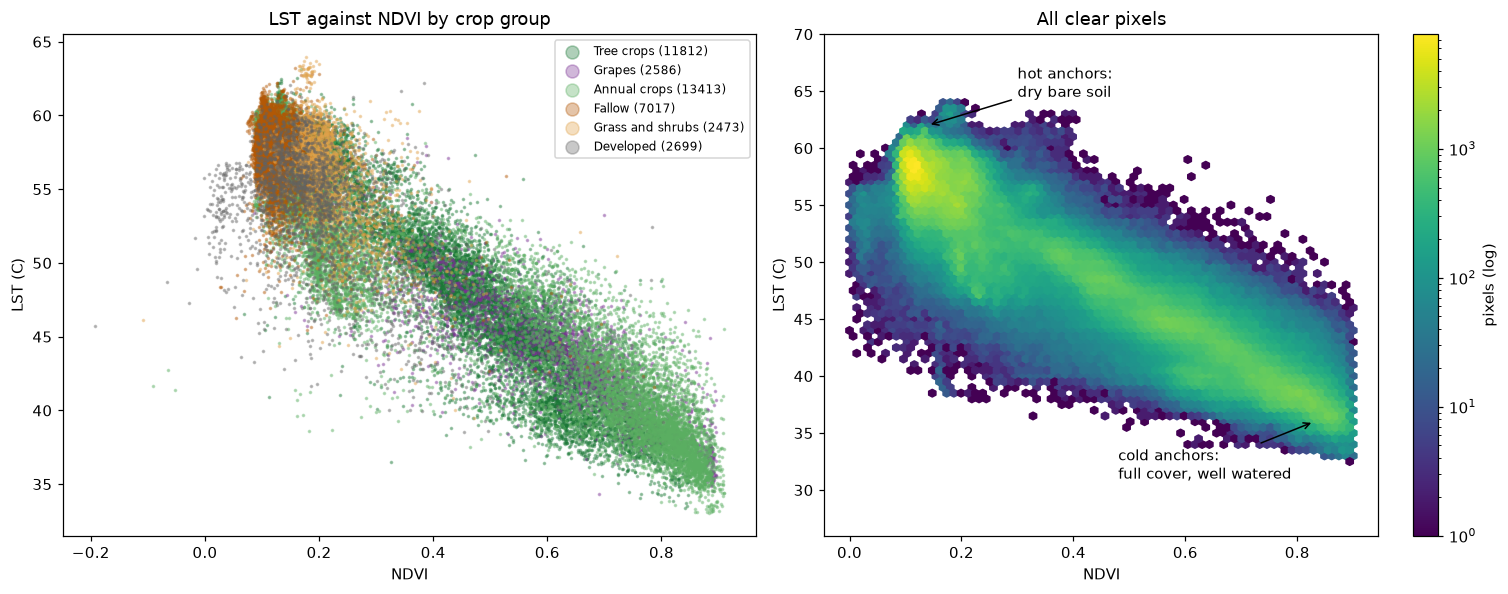 LST against NDVI by crop group
65
60
55
50
45
40
35
LST (C)
−0.2
0.0
0.2
0.4
0.6
0.8
NDVI
Tree crops (11812)
Grapes (2586)
Annual crops (13413)
Fallow (7017)
Grass and shrubs (2473)
Developed (2699)
All clear pixels
70
65
60
55
50
45
40
35
30
LST (C)
0.0
0.2
0.4
0.6
0.8
NDVI
hot anchors:
dry bare soil
cold anchors:
full cover, well watered
10³
10²
10¹
10⁰
pixels (log)